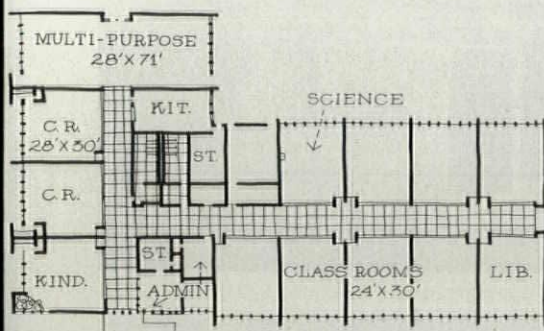 MULTI-PURPOSE
28'X71'
KIT.
SCIENCE
C.R.
28'X30'
ST.
C.R.
ST.
KIND.
ADMIN
CLASS ROOMS
24'X30'
LIB.